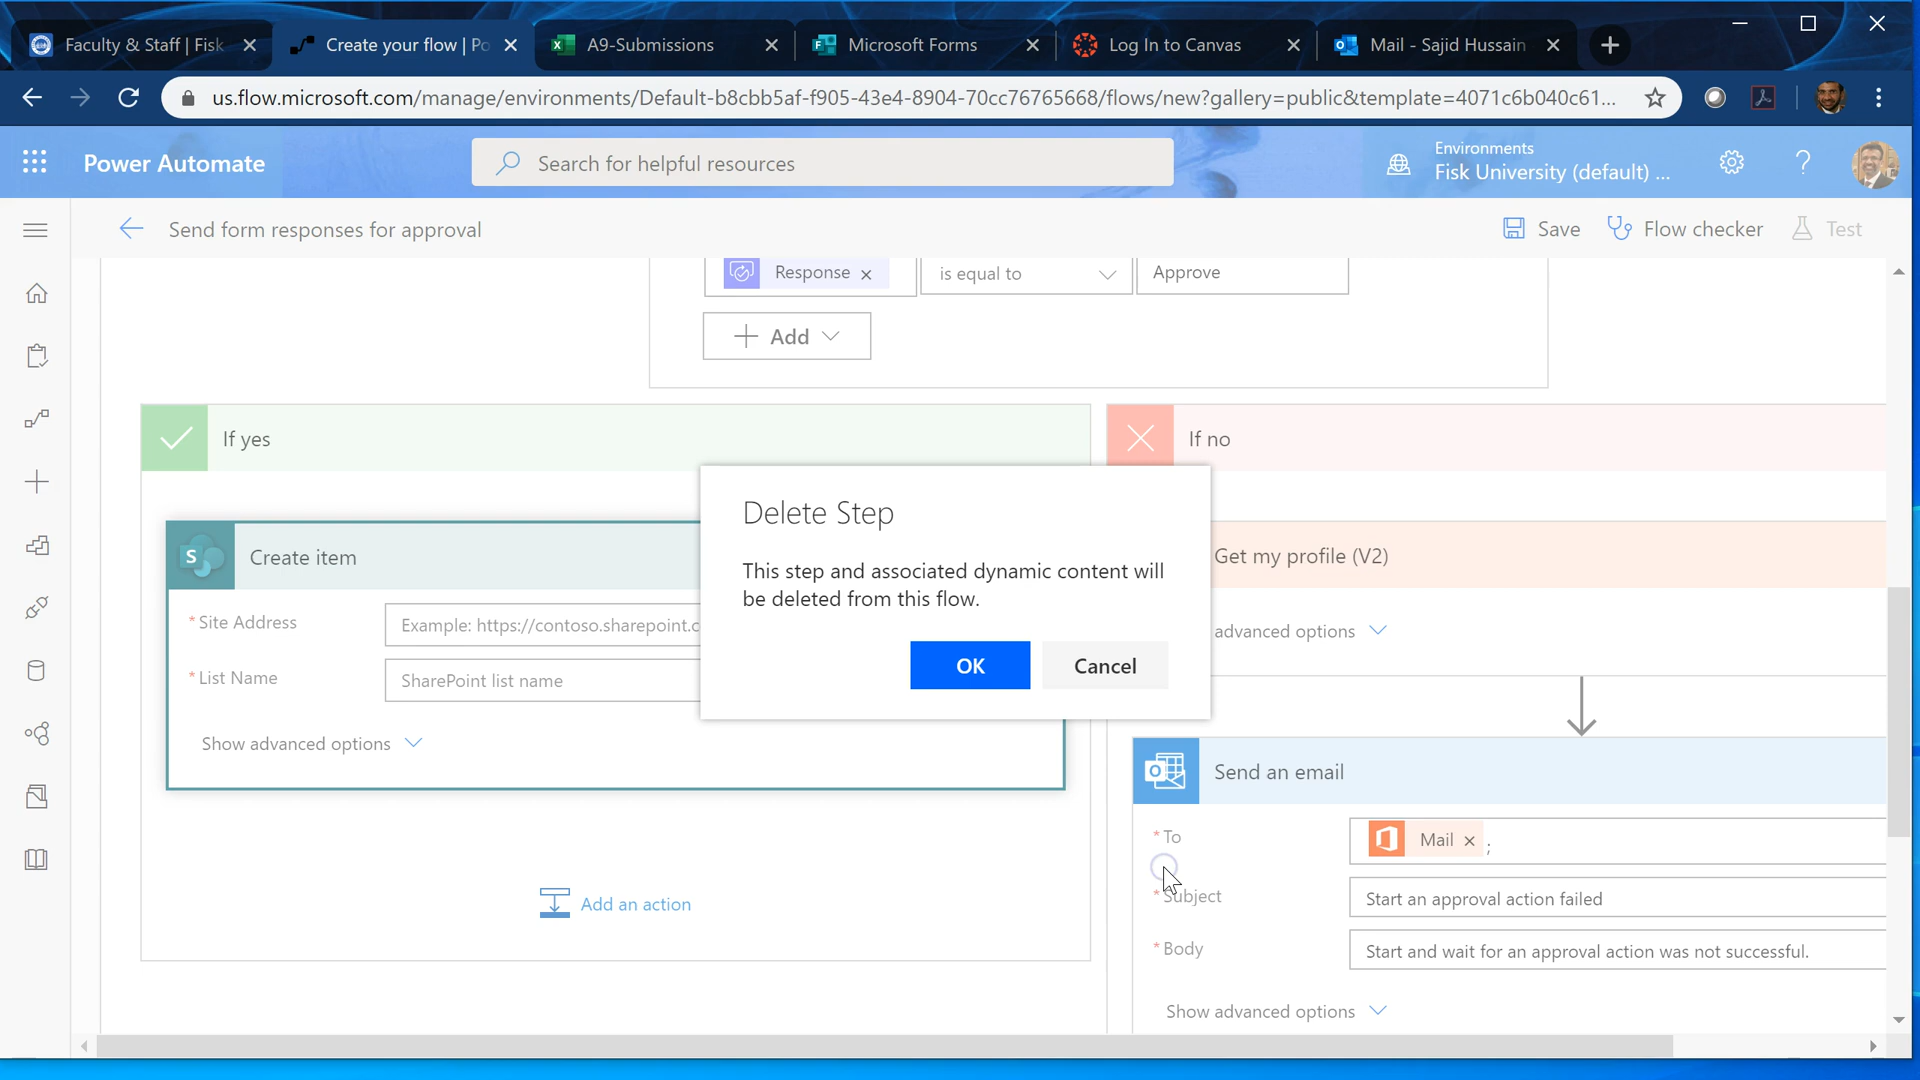 Faculty & Staff | Fisk
Create your flow | Po
A9-Submissions
Microsoft Forms
Log In to Canvas
Mail - Sajid Hussain
us.flow.microsoft.com/manage/environments/Default-b8cbb5af-f905-43e4-8904-70cc76765668/flows/new?gallery=public&template=4071c6b040c61...
Power Automate
Search for helpful resources
Environments
Fisk University (default) ...
Send form responses for approval
Save
Flow checker
Test
Response
is equal to
Approve
Add
If yes
If no
Create item
* Site Address
Example: https://contoso.sharepoint.c
* List Name
SharePoint list name
Show advanced options
Add an action
Delete Step
This step and associated dynamic content will
be deleted from this flow.
OK
Cancel
Get my profile (V2)
advanced options
Send an email
* To
Mail ;
* Subject
Start an approval action failed
* Body
Start and wait for an approval action was not successful.
Show advanced options